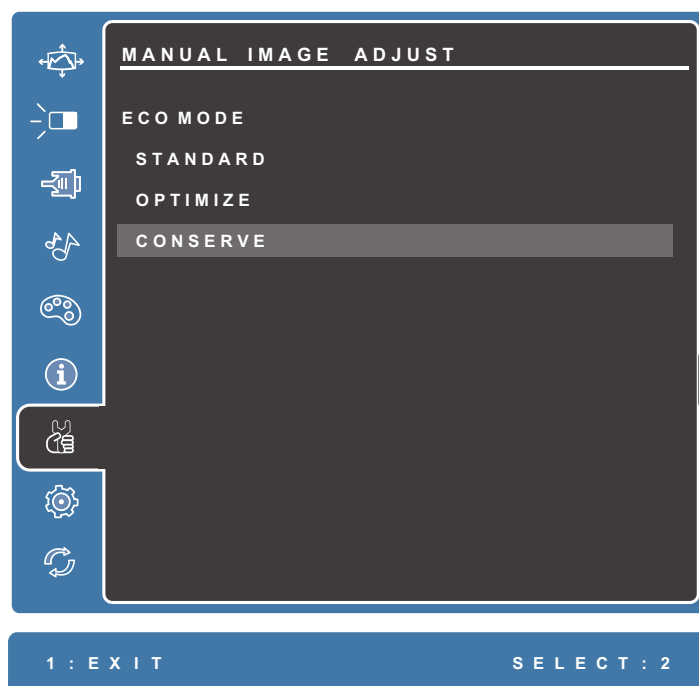 MANUAL IMAGE ADJUST
ECO MODE
STANDARD
OPTIMIZE
CONSERVE
1 : EXIT SELECT : 2